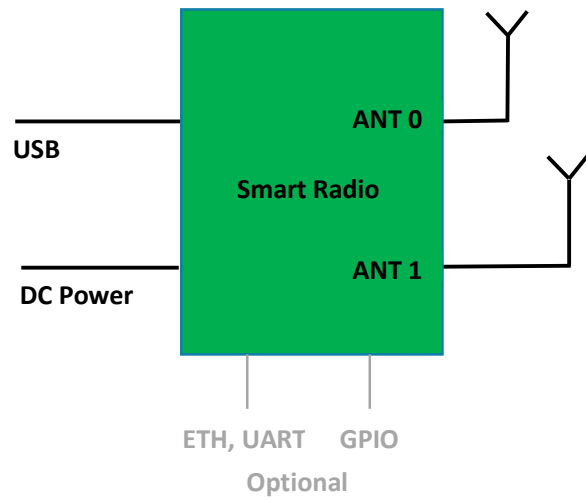 ANT 0
USB
Smart Radio
ANT 1
DC Power
ETH, UART GPIO
Optional